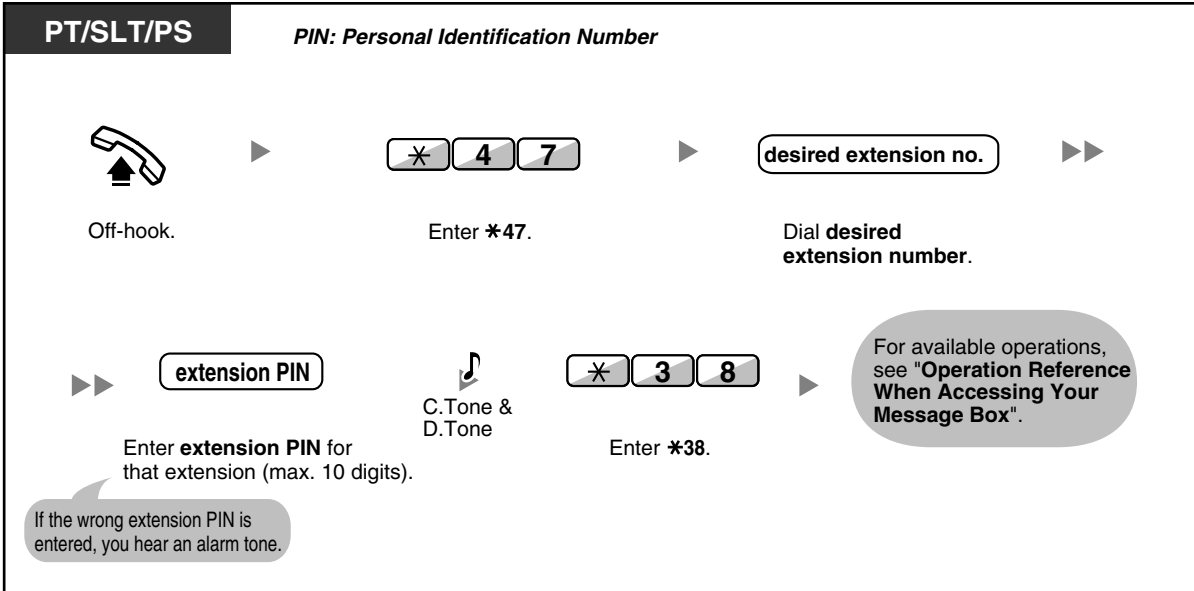 PT/SLT/PS
PIN: Personal Identification Number
* 4 7
desired extension no.
Off-hook.
Enter *47.
Dial desired
extension number.
extension PIN
C.Tone &
D.Tone
* 3 8
For available operations,
see "Operation Reference
When Accessing Your
Message Box".
Enter extension PIN for
that extension (max. 10 digits).
Enter *38.
If the wrong extension PIN is
entered, you hear an alarm tone.